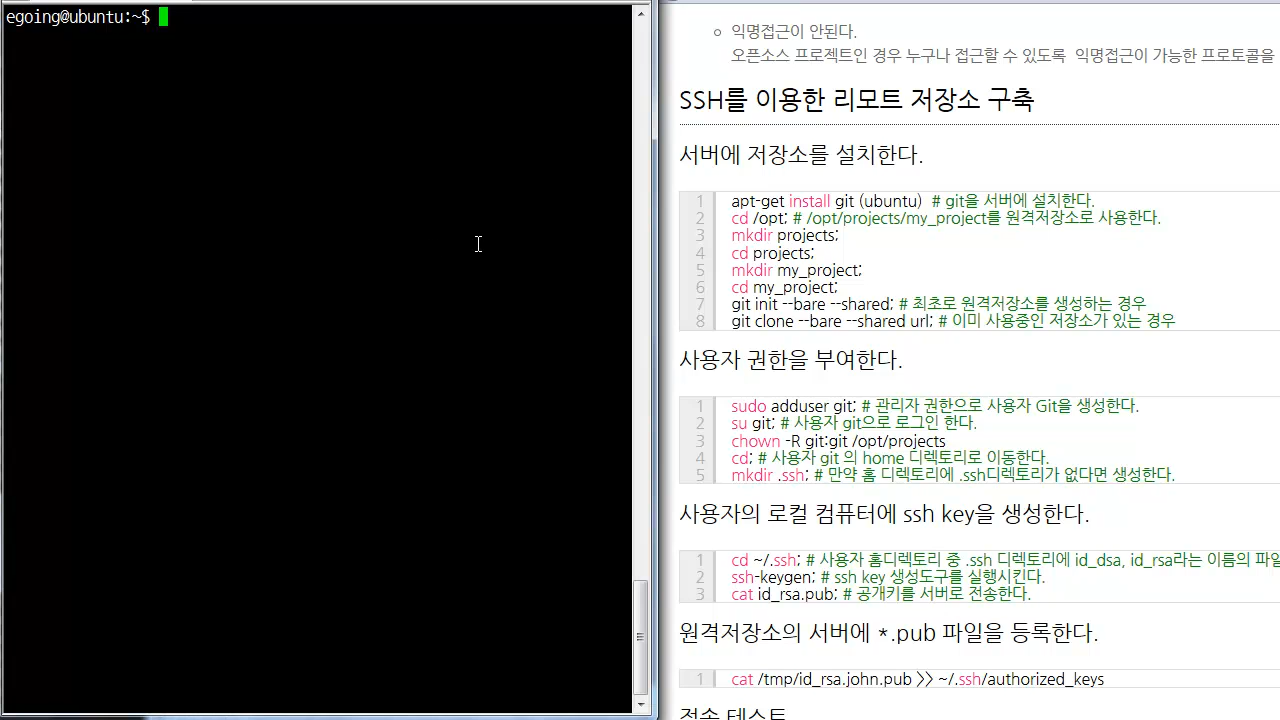 egoing@ubuntu:~$
익명접근이 안된다.
오픈소스 프로젝트인 경우 누구나 접근할 수 있도록 익명접근이 가능한 프로토콜을
SSH를 이용한 리모트 저장소 구축
서버에 저장소를 설치한다.
1 apt-get install git (ubuntu) # git을 서버에 설치한다.
2 cd /opt; # /opt/projects/my_project를 원격저장소로 사용한다.
3 mkdir projects;
4 cd projects;
5 mkdir my_project;
6 cd my_project;
7 git init --bare --shared; # 최초로 원격저장소를 생성하는 경우
8 git clone --bare --shared url; # 이미 사용중인 저장소가 있는 경우
사용자 권한을 부여한다.
1 sudo adduser git; # 관리자 권한으로 사용자 Git을 생성한다.
2 su git; # 사용자 git으로 로그인 한다.
3 chown -R git:git /opt/projects
4 cd; # 사용자 git 의 home 디렉토리로 이동한다.
5 mkdir .ssh; # 만약 홈 디렉토리에 .ssh디렉토리가 없다면 생성한다.
사용자의 로컬 컴퓨터에 ssh key을 생성한다.
1 cd ~/.ssh; # 사용자 홈디렉토리 중 .ssh 디렉토리에 id_dsa, id_rsa라는 이름의 파일
2 ssh-keygen; # ssh key 생성도구를 실행시킨다.
3 cat id_rsa.pub; # 공개키를 서버로 전송한다.
원격저장소의 서버에 *.pub 파일을 등록한다.
1 cat /tmp/id_rsa.john.pub >> ~/.ssh/authorized_keys
전송 테스트